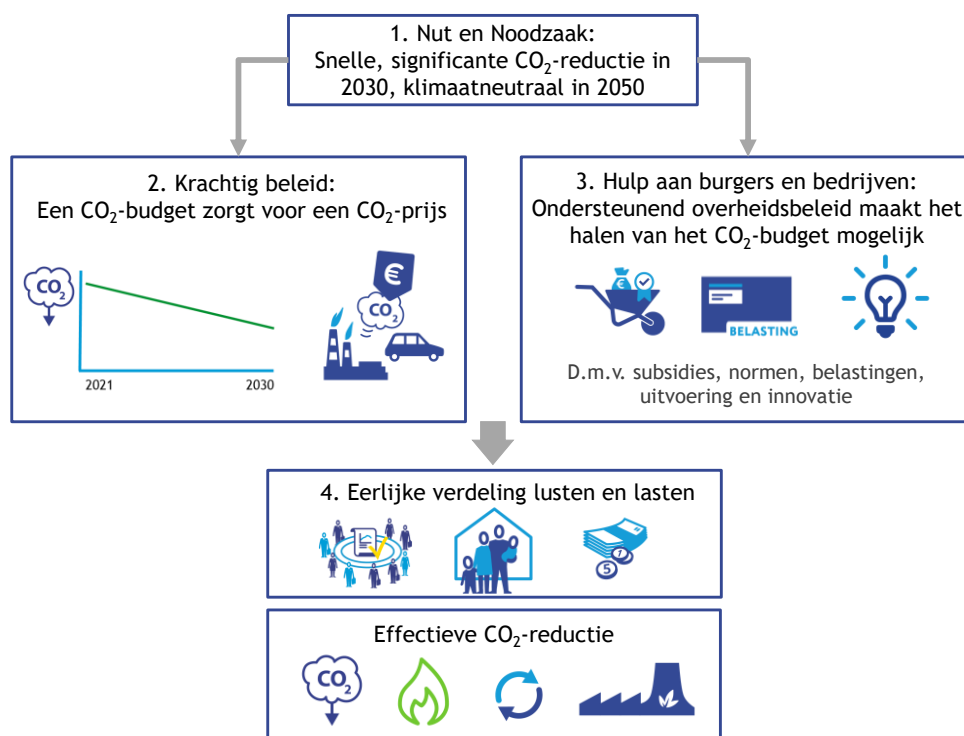 1. Nut en Noodzaak:
Snelle, significante CO₂-reductie in
2030, klimaatneutraal in 2050
2. Krachtig beleid:
Een CO₂-budget zorgt voor een CO₂-prijs
CO₂
2021
2030
€
CO₂
3. Hulp aan burgers en bedrijven:
Ondersteunend overheidsbeleid maakt het
halen van het CO₂-budget mogelijk
€
BELASTING
D.m.v. subsidies, normen, belastingen,
uitvoering en innovatie
4. Eerlijke verdeling lusten en lasten
1
5
Effectieve CO₂-reductie
CO₂